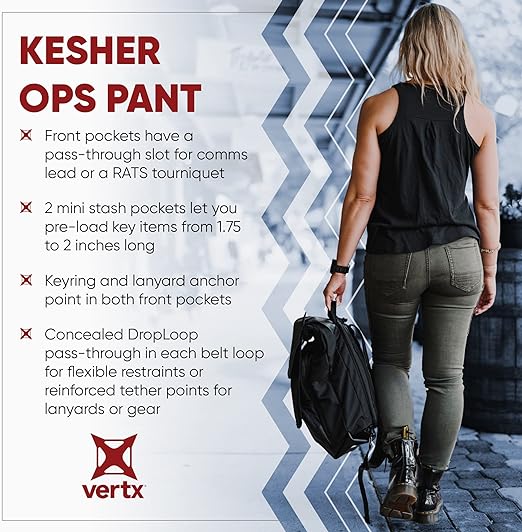 KESHER
OPS PANT
Front pockets have a
pass-through slot for comms
lead or a RATS tourniquet
2 mini stash pockets let you
pre-load key items from 1.75
to 2 inches long
Keyring and lanyard anchor
point in both front pockets
Concealed DropLoop
pass-through in each belt loop
for flexible restraints or
reinforced tether points for
lanyards or gear
vertx